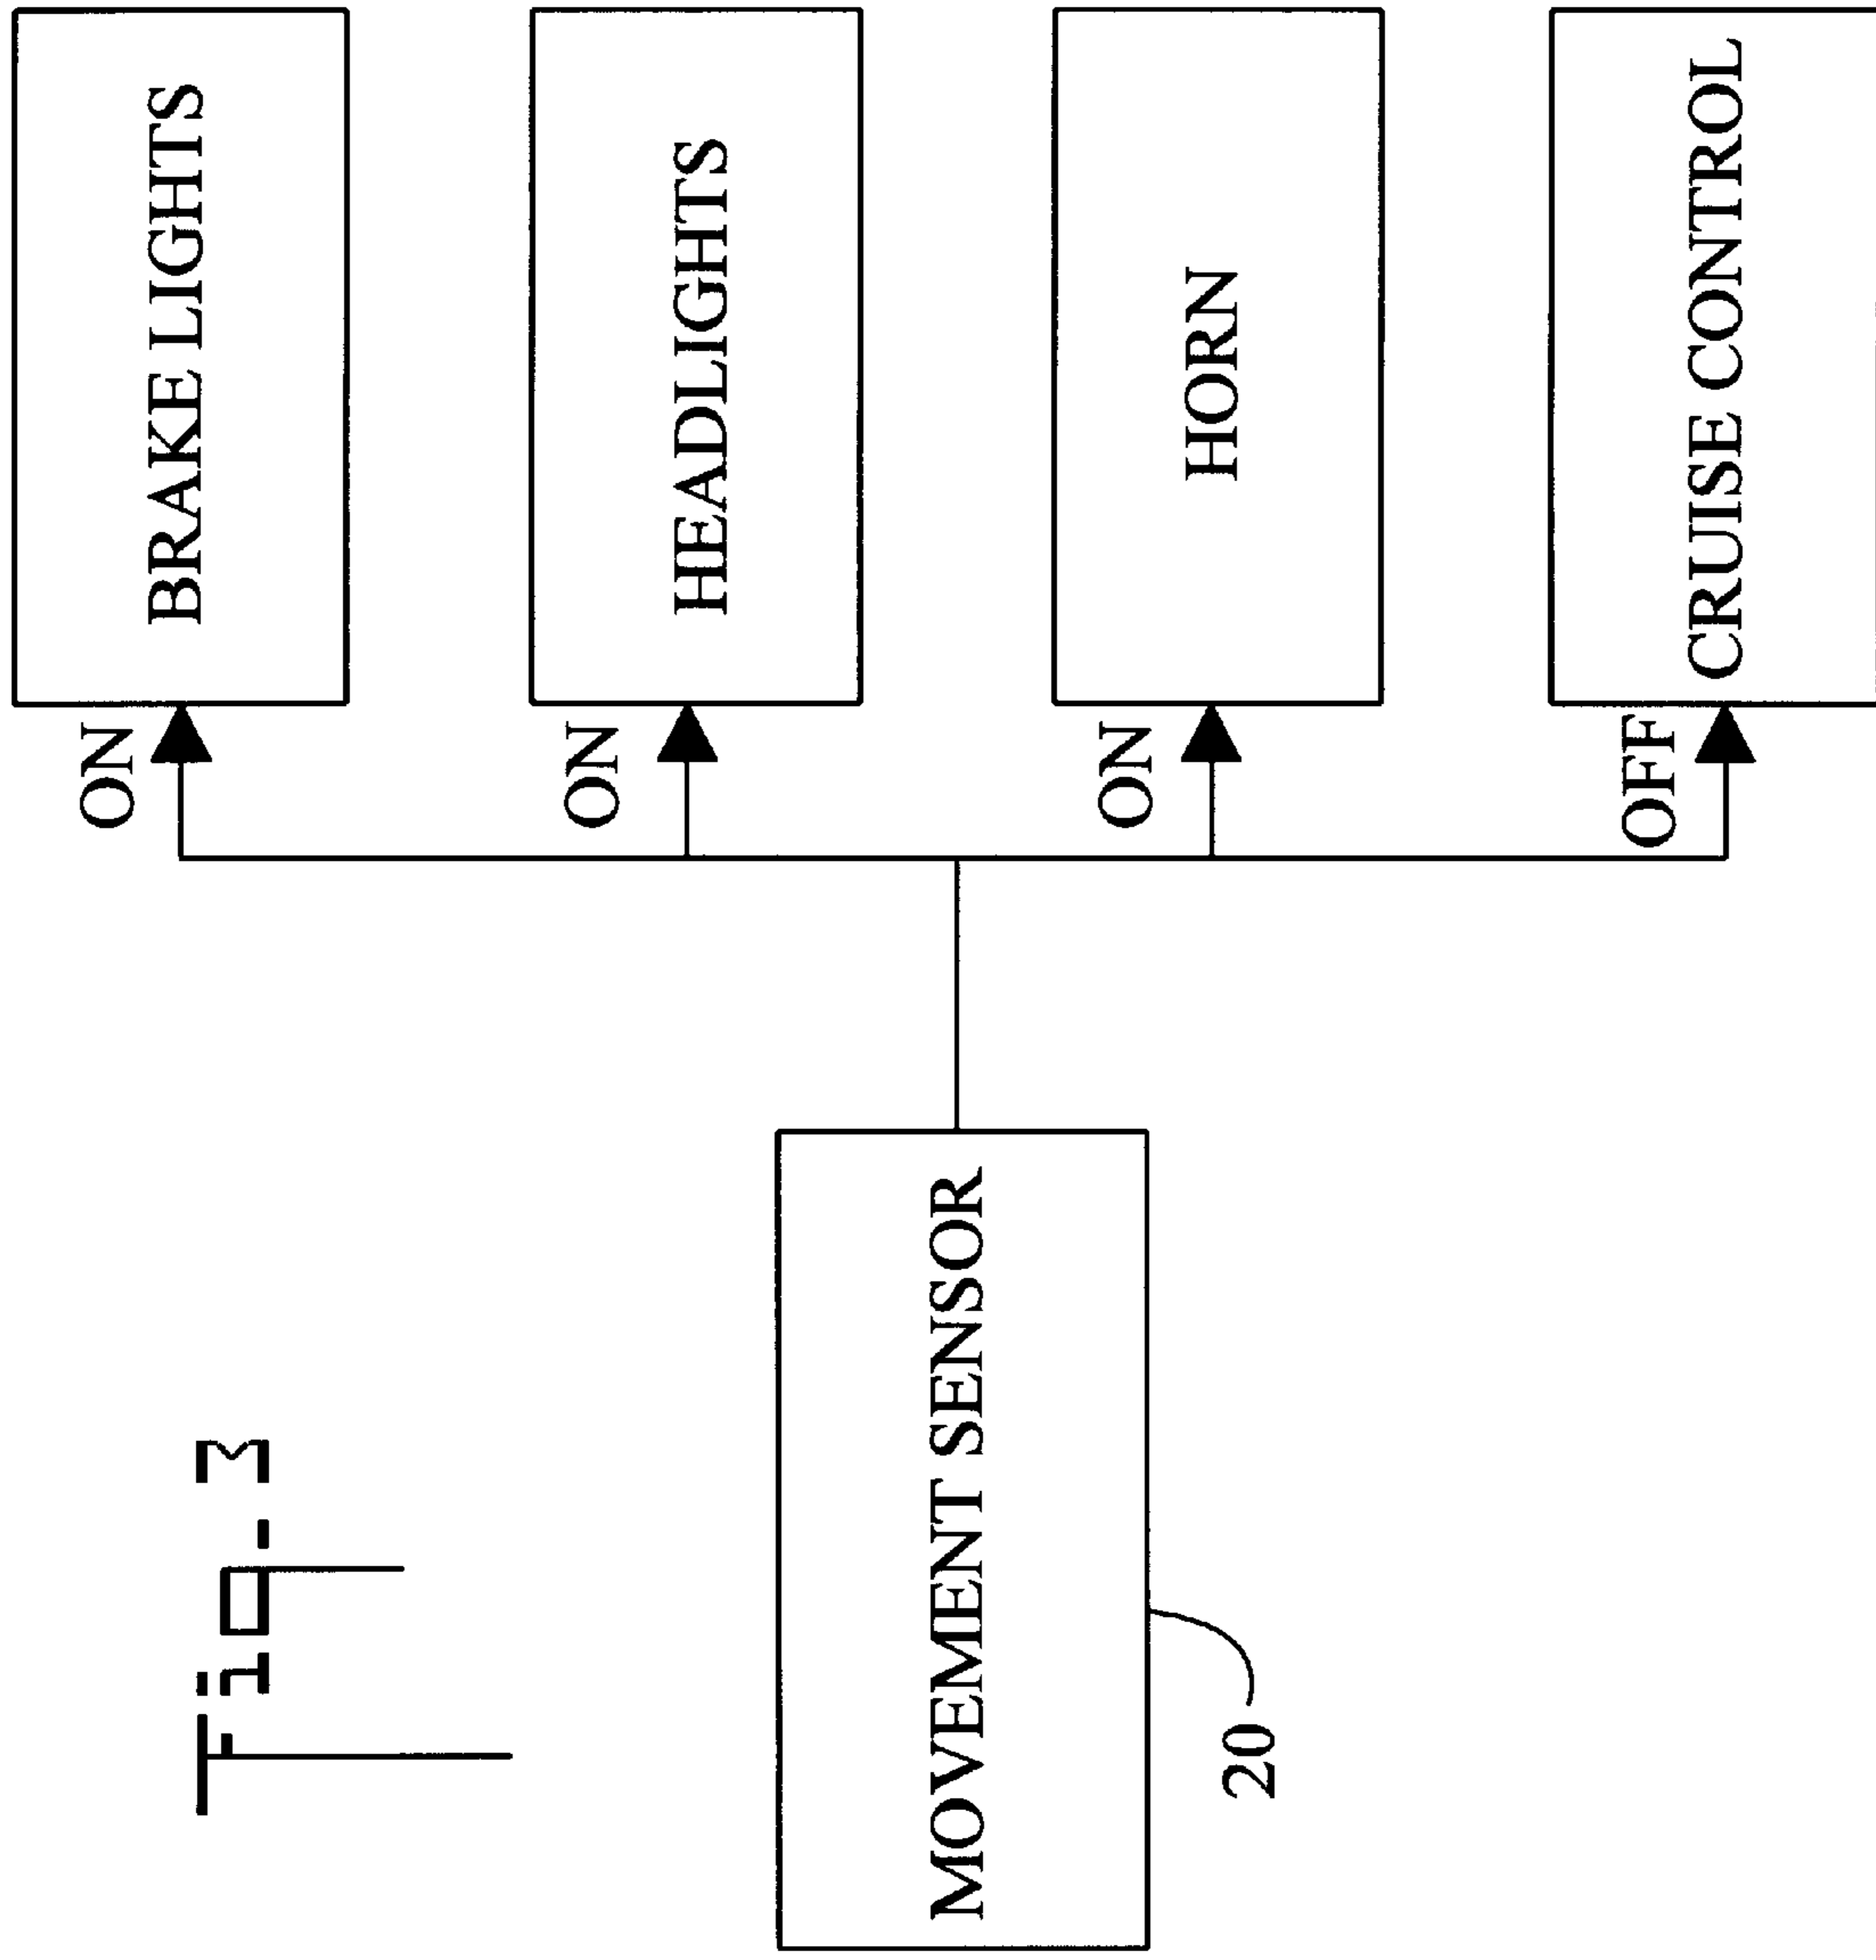 Fig. 3
ON
BRAKE LIGHTS
ON
HEADLIGHTS
MOVEMENT SENSOR
20
ON
HORN
OFF
CRUISE CONTROL